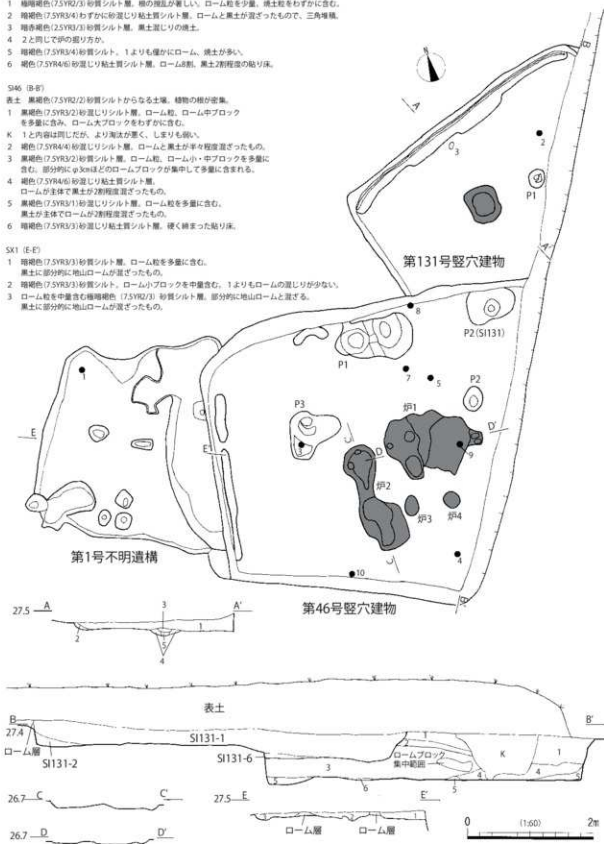 1 極暗褐色(7.5YR2/3)砂質シルト層、根の攪乱が著しい。ローム粒を少量、焼土粒をわずかに含む。
2 暗褐色(7.5YR3/4)わずかに砂混じり粘土質シルト層、ロームと黒土が混ざったもので、三角堆積。
3 暗赤褐色(2.5YR3/3)砂質シルト層、黒土混じりの焼土。
4 2と同じで炉の掘り方か。
5 暗褐色(7.5YR3/4)砂質シルト、1よりも僅かにローム、焼土が多い。
6 褐色(7.5YR4/6)砂混じり粘土質シルト層、ローム8割、黒土2割程度の貼り床。
SI46 (B-B')
表土 黒褐色(7.5YR2/2)砂質シルトからなる土壌、植物の根が密集。
1 黒褐色(7.5YR3/2)砂混じりシルト層、ローム粒、ローム中ブロック
を多量に含み、ローム大ブロックをわずかに含む。
K 1と内容は同じだが、より淘汰が悪く、しまりも弱い。
2 褐色(7.5YR4/4)砂混じりシルト層、ロームと黒土が半々程度混ざったもの。
3 黒褐色(7.5YR3/2)砂質シルト層、ローム粒、ローム小・中ブロックを多量に
含む。部分的にφ3cmほどのロームブロックが集中して多量に含まれる。
4 褐色(7.5YR4/6)砂混じり粘土質シルト層、
ロームが主体で黒土が2割程度混ざったもの。
5 黒褐色(7.5YR3/1)砂混じりシルト層、ローム粒を多量に含む。
黒土が主体でロームが2割程度混ざったもの。
6 暗褐色(7.5YR3/3)砂混じり粘土質シルト層、硬く締まった貼り床。
SX1 (E-E')
1 暗褐色(7.5YR3/3)砂質シルト層、ローム粒を多量に含む。
黒土に部分的に地山ロームが混ざったもの。
2 暗褐色(7.5YR3/3)砂質シルト、ローム小ブロックを中量含む。1よりもロームの混じりが少ない。
3 ローム粒を中量含む極暗褐色 (7.5YR2/3) 砂質シルト層、部分的に地山ロームと混ざる。
黒土に部分的に地山ロームが混ざったもの。
B
A
2
3
P1
A'
第131号竪穴建物
8
P2(SI131)
P1
1
7
5
P2
P3
炉1
D'
E
E'
D
9
炉2
炉3
炉4
4
第1号不明遺構
10
第46号竪穴建物
B'
27.5 A
A'
3
1
2
5
4
表土
B
B'
27.4
SI131-1
ローム層
SI131-2
SI131-6
ロームブロック
集中範囲
K
1
3
4
5
6
26.7 C
C'
27.5 E
E'
ローム層
ローム層
26.7 D
D'
0
(1:60)
2m